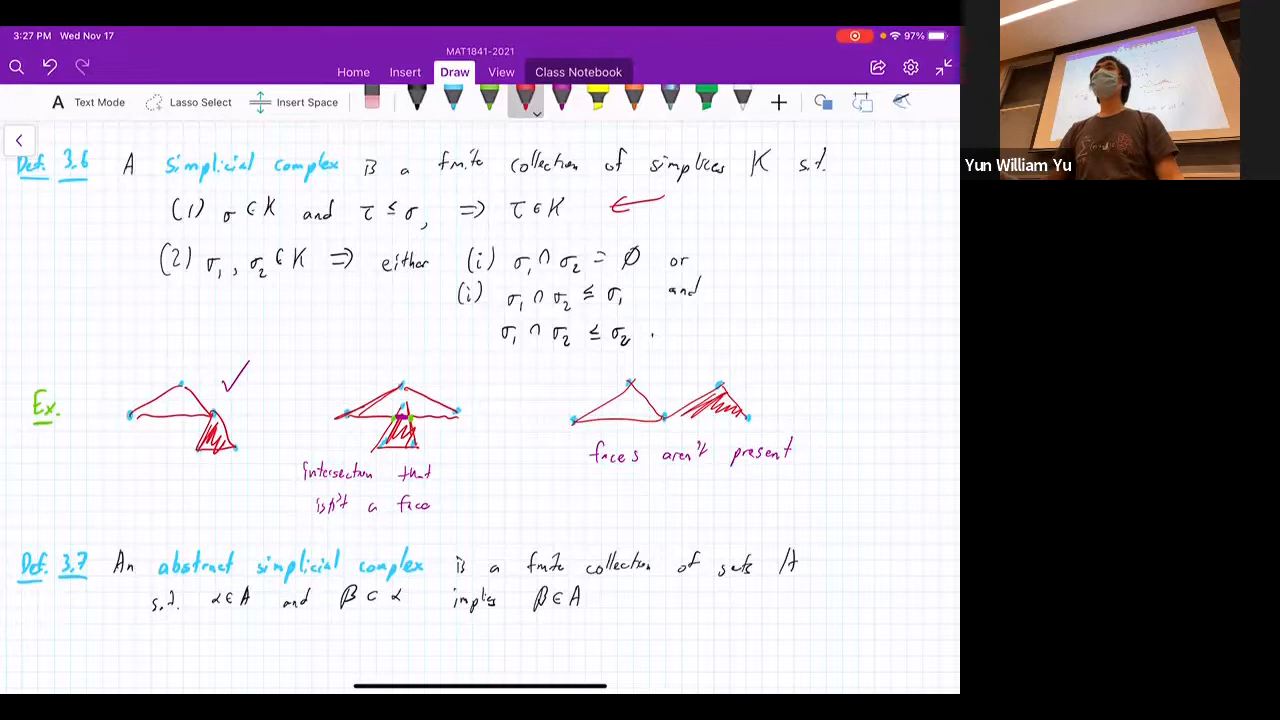 3:27 PM Wed Nov 17
97%
MAT1841-2021
Home Insert Draw View Class Notebook
A Text Mode Lasso Select Insert Space
Def. 3.6 A simplicial complex is a finite collection of simplices K s.t.
(1) σ ∈ K and τ ≤ σ, ⇒ τ ∈ K
(2) σ₁, σ₂ ∈ K ⇒ either (i) σ₁ ∩ σ₂ = ∅ or
(i) σ₁ ∩ σ₂ ≤ σ₁ and
σ₁ ∩ σ₂ ≤ σ₂.
Ex.
intersection that
isn't a face
faces aren't present
Def. 3.7 An abstract simplicial complex is a finite collection of sets A
s.t. α ∈ A and β ⊂ α implies β ∈ A
Yun William Yu